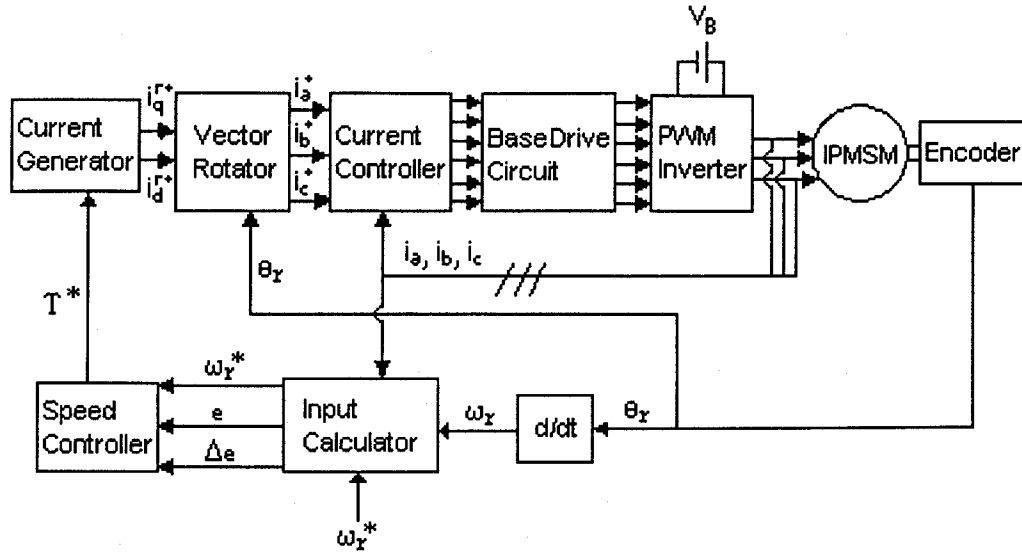 V_B
i_q^r*
i_a^*
Current
Generator
Vector
Rotator
i_b^*
Current
Controller
Base Drive
Circuit
PWM
Inverter
IPMSM
Encoder
i_d^r*
i_c^*
θ_r
i_a, i_b, i_c
T*
ω_r*
Speed
Controller
e
Δe
Input
Calculator
ω_r
d/dt
θ_r
ω_r*